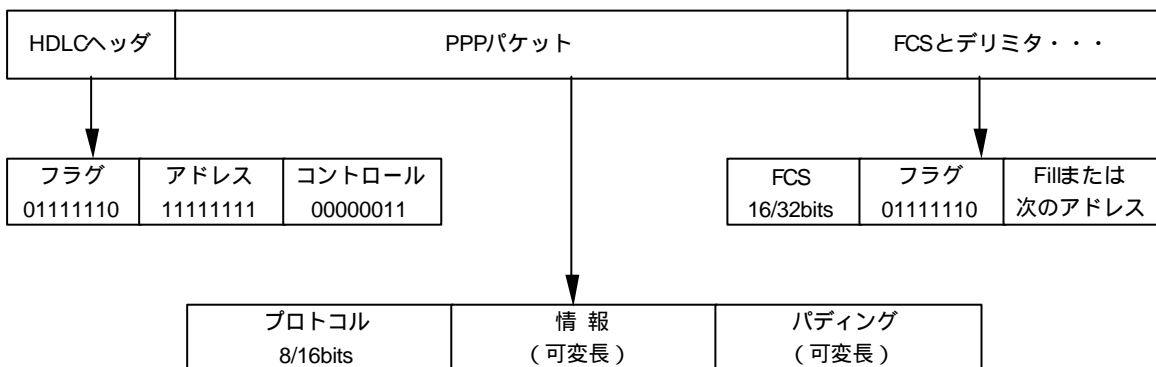 HDLCヘッダ PPPパケット FCSとデリミタ・・・
フラグ アドレス コントロール
01111110 11111111 00000011
FCS フラグ Fillまたは
16/32bits 01111110 次のアドレス
プロトコル 情 報 パディング
8/16bits （可変長） （可変長）